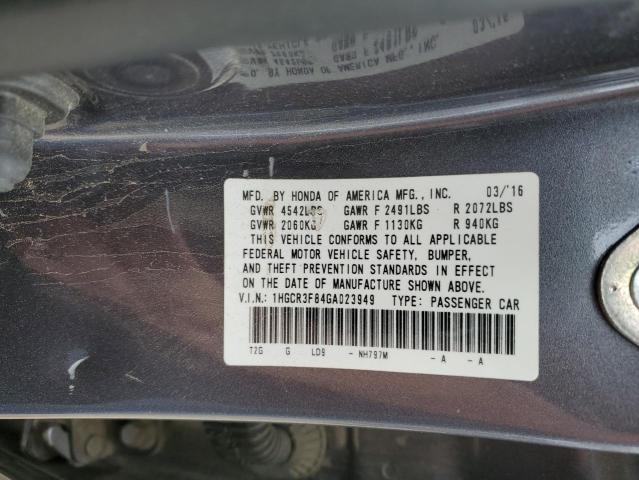 MFD. BY HONDA OF AMERICA MFG., INC. 03/'16
GVWR 4542LBS GAWR F 2491LBS R 2072LBS
GVWR 2060KG GAWR F 1130KG R 940KG
THIS VEHICLE CONFORMS TO ALL APPLICABLE
FEDERAL MOTOR VEHICLE SAFETY, BUMPER,
AND THEFT PREVENTION STANDARDS IN EFFECT
ON THE DATE OF MANUFACTURE SHOWN ABOVE.
V.I.N.: 1HGCR3F84GA023949 TYPE: PASSENGER CAR
T2G G LD9 - NH797M - A - A